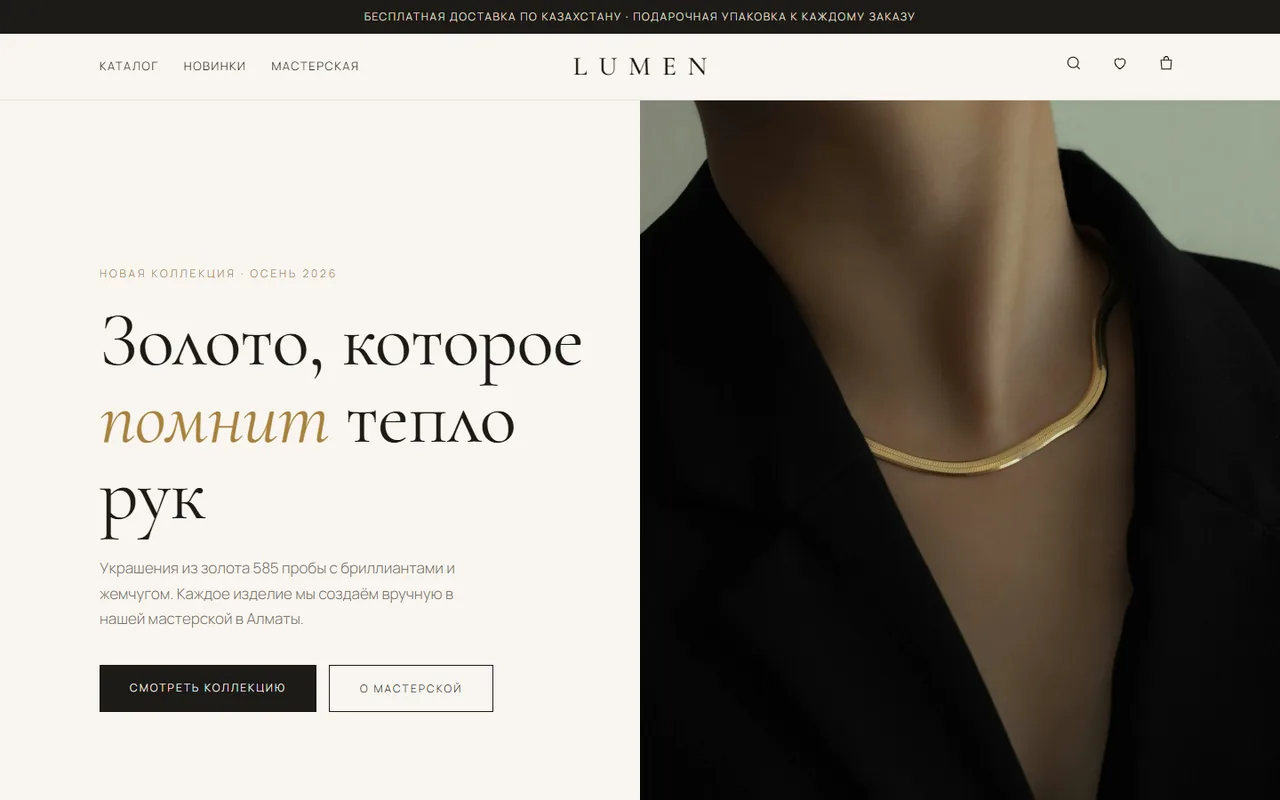 БЕСПЛАТНАЯ ДОСТАВКА ПО КАЗАХСТАНУ · ПОДАРОЧНАЯ УПАКОВКА К КАЖДОМУ ЗАКАЗУ
КАТАЛОГ НОВИНКИ МАСТЕРСКАЯ LUMEN
НОВАЯ КОЛЛЕКЦИЯ · ОСЕНЬ 2026
Золото, которое
помнит тепло
рук
Украшения из золота 585 пробы с бриллиантами и
жемчугом. Каждое изделие мы создаём вручную в
нашей мастерской в Алматы.
СМОТРЕТЬ КОЛЛЕКЦИЮ О МАСТЕРСКОЙ